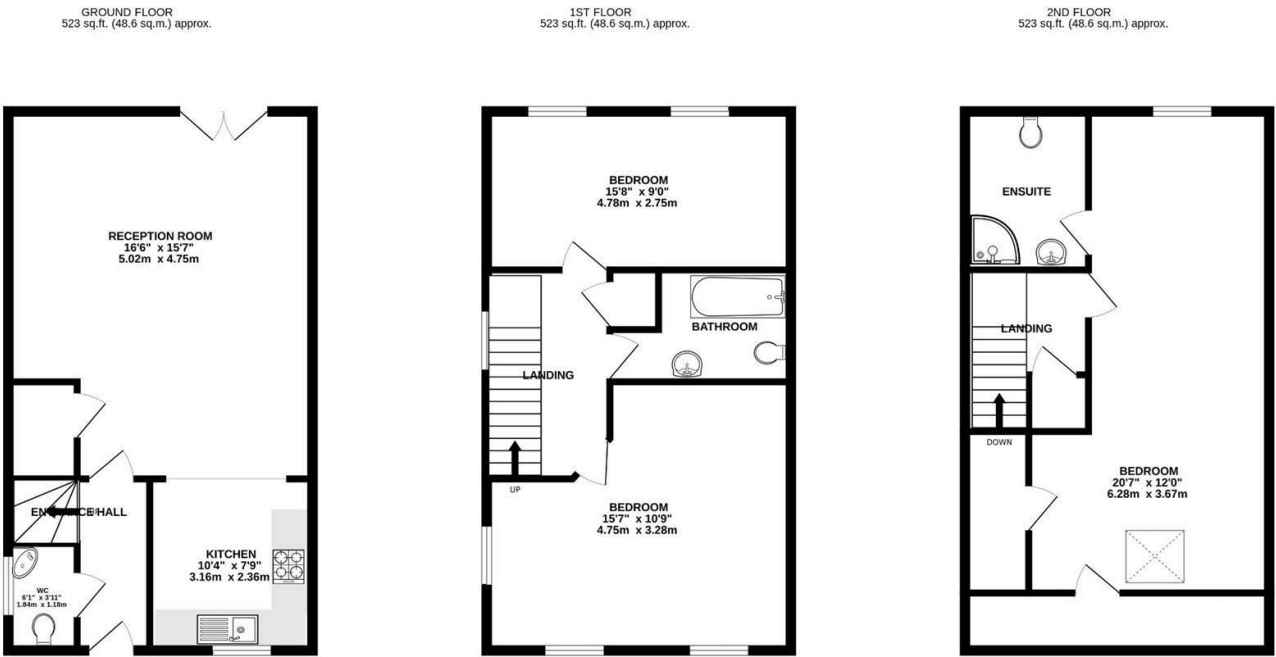 GROUND FLOOR
523 sq.ft. (48.6 sq.m.) approx.
RECEPTION ROOM
16'6" x 15'7"
5.02m x 4.75m
ENTRANCE HALL
KITCHEN
10'4" x 7'9"
3.16m x 2.36m
WC
6'1" x 3'11"
1.84m x 1.18m
1ST FLOOR
523 sq.ft. (48.6 sq.m.) approx.
BEDROOM
15'8" x 9'0"
4.78m x 2.75m
BATHROOM
LANDING
UP
BEDROOM
15'7" x 10'9"
4.75m x 3.28m
2ND FLOOR
523 sq.ft. (48.6 sq.m.) approx.
ENSUITE
LANDING
DOWN
BEDROOM
20'7" x 12'0"
6.28m x 3.67m